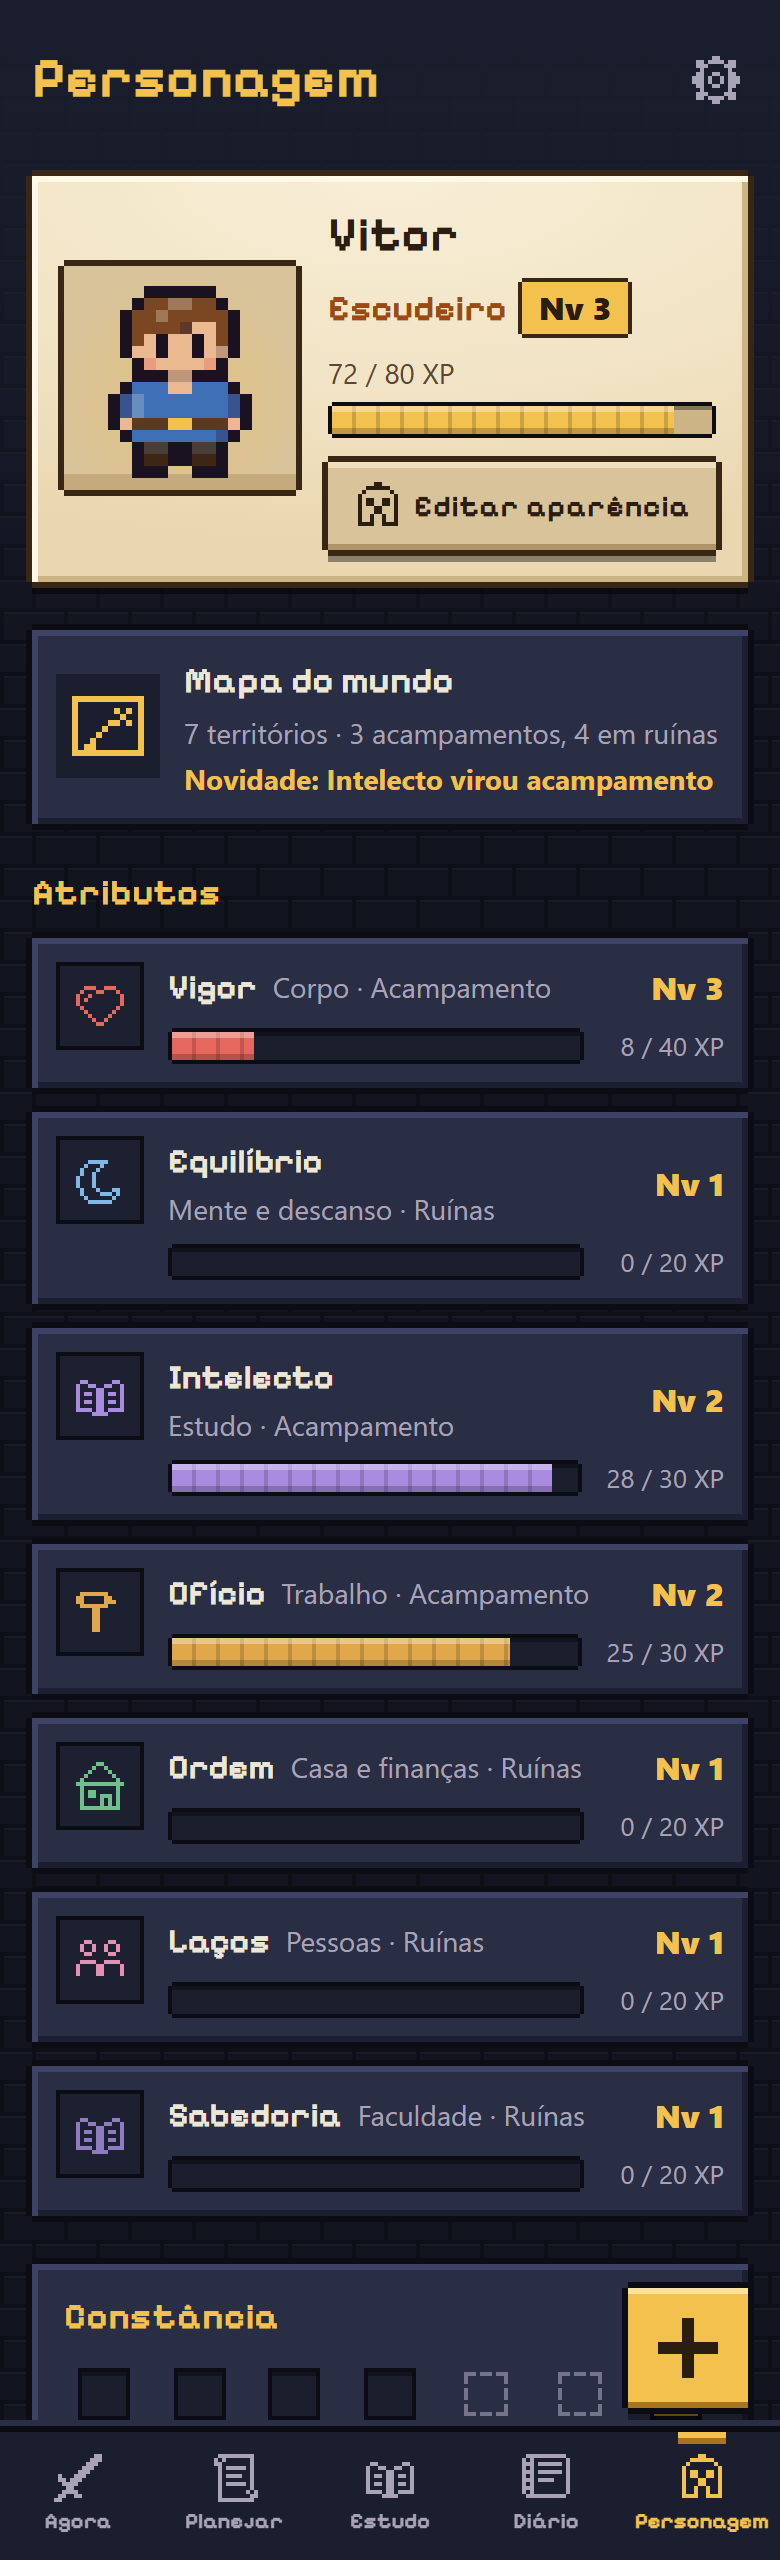 Personagem
Vitor
Escudeiro Nv 3
72 / 80 XP
Editar aparência
Mapa do mundo
7 territórios · 3 acampamentos, 4 em ruínas
Novidade: Intelecto virou acampamento
Atributos
Vigor Corpo · Acampamento Nv 3
8 / 40 XP
Equilíbrio
Mente e descanso · Ruínas Nv 1
0 / 20 XP
Intelecto
Estudo · Acampamento Nv 2
28 / 30 XP
Ofício Trabalho · Acampamento Nv 2
25 / 30 XP
Ordem Casa e finanças · Ruínas Nv 1
0 / 20 XP
Laços Pessoas · Ruínas Nv 1
0 / 20 XP
Sabedoria Faculdade · Ruínas Nv 1
0 / 20 XP
Constância
Agora Planejar Estudo Diário Personagem